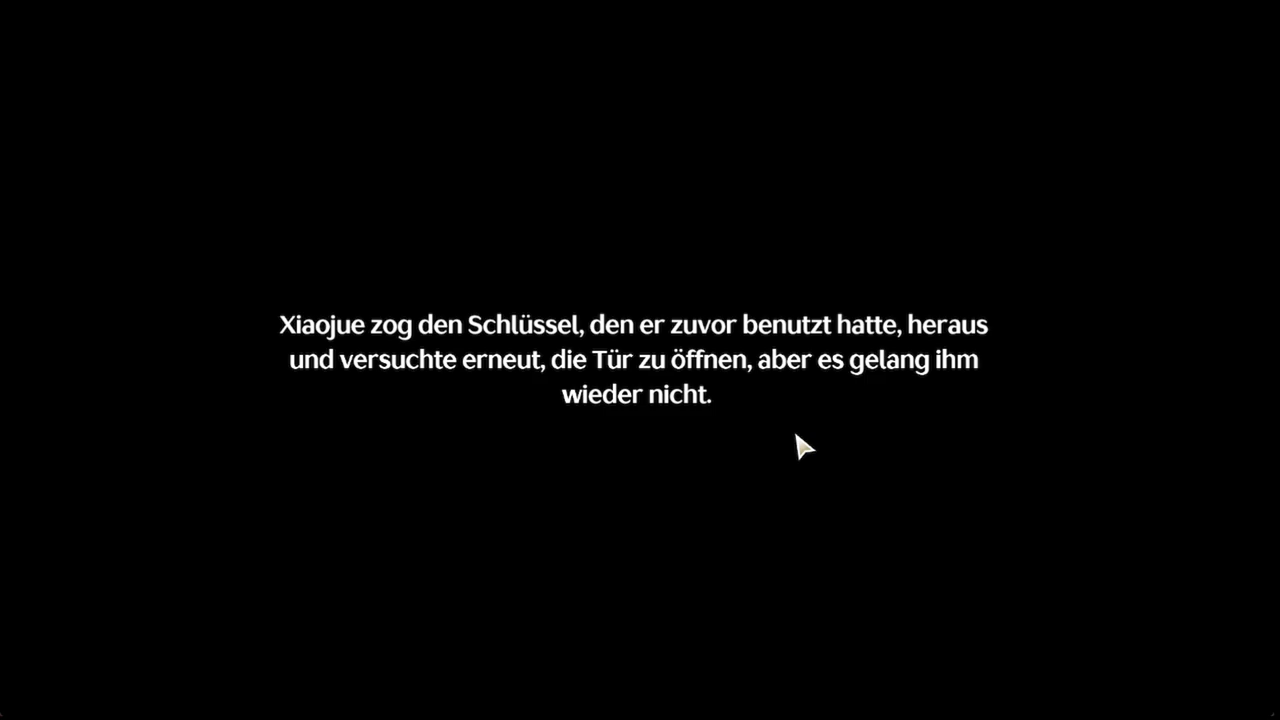 Xiaojue zog den Schlüssel, den er zuvor benutzt hatte, heraus
und versuchte erneut, die Tür zu öffnen, aber es gelang ihm
wieder nicht.